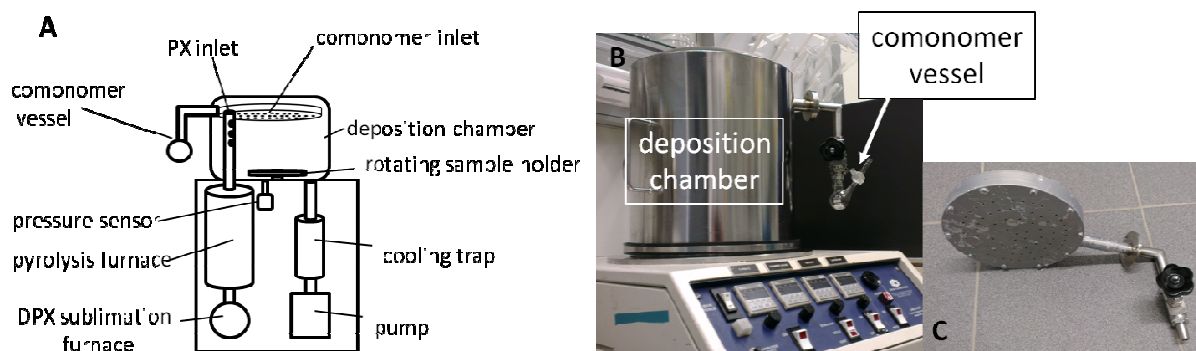 A
PX inlet
comonomer inlet
comonomer
vessel
deposition chamber
rotating sample holder
pressure sensor
pyrolysis furnace
cooling trap
DPX sublimation
furnace
pump
B
comonomer
vessel
deposition
chamber
C